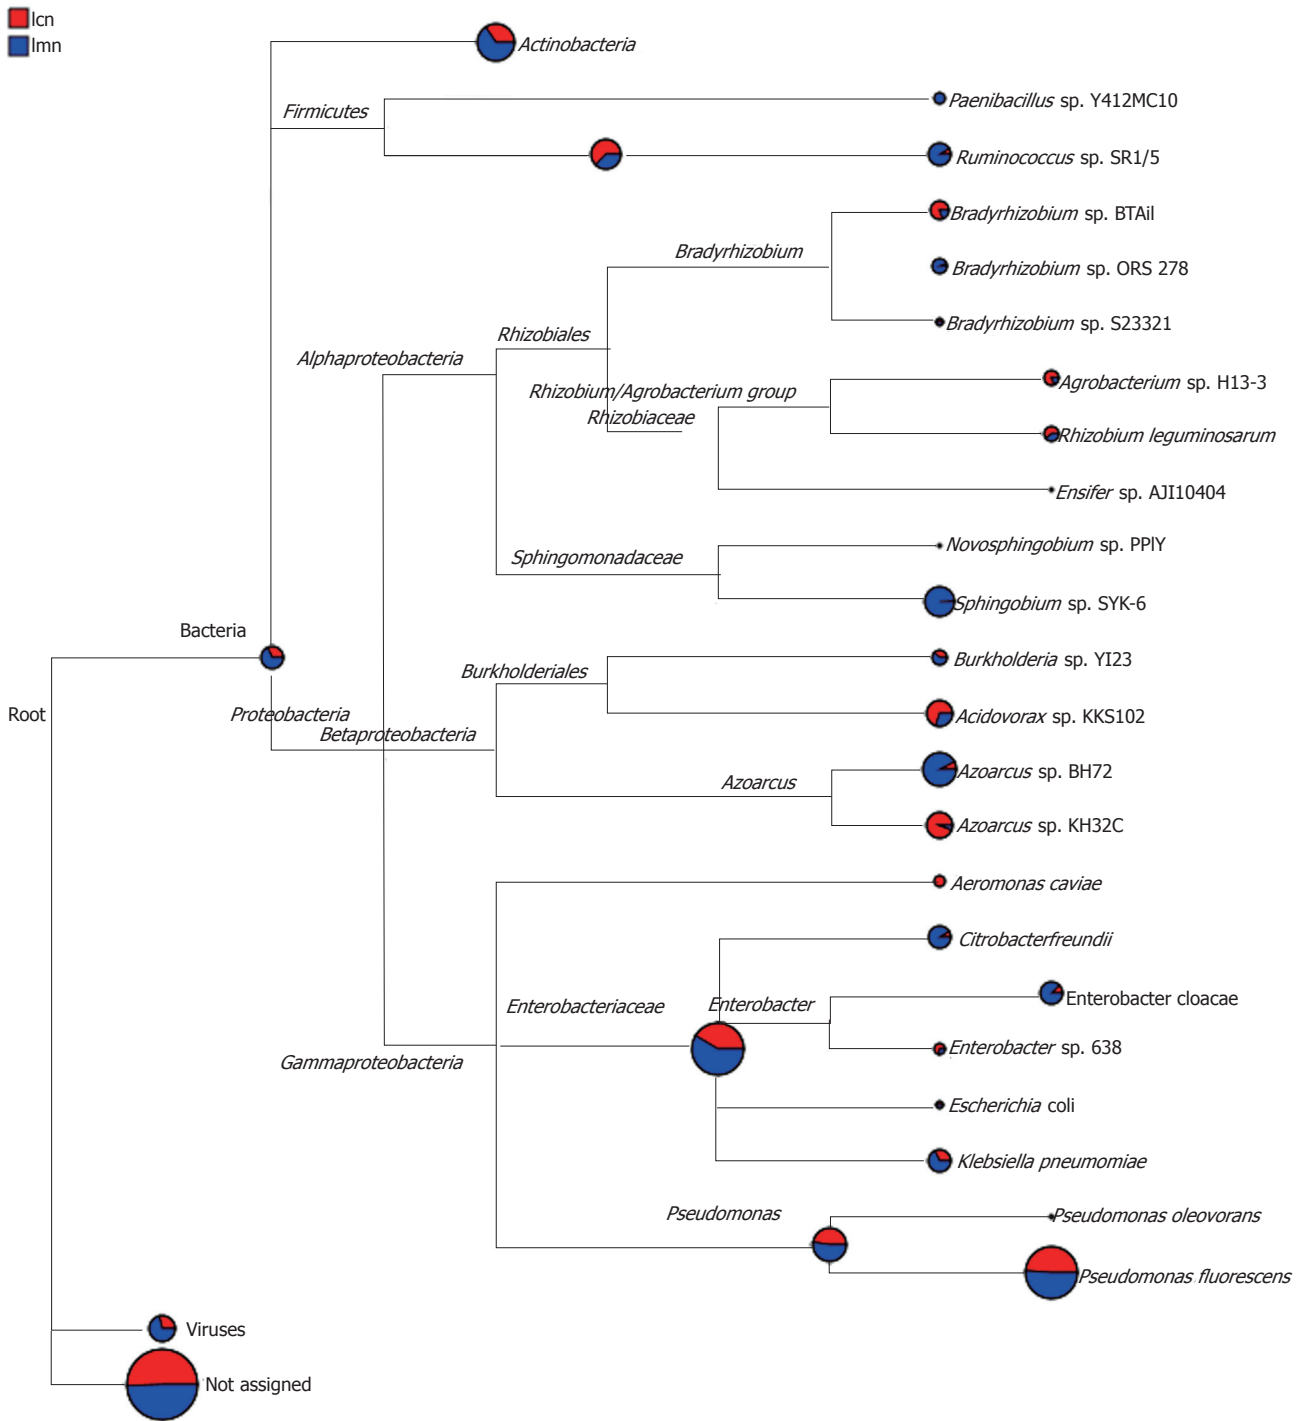 lcn
lmn
Actinobacteria
Firmicutes
Paenibacillus sp. Y412MC10
Ruminococcus sp. SR1/5
Bradyrhizobium sp. BTAil
Bradyrhizobium
Bradyrhizobium sp. ORS 278
Bradyrhizobium sp. S23321
Rhizobiales
Alphaproteobacteria
Rhizobium/Agrobacterium group
Agrobacterium sp. H13-3
Rhizobiaceae
Rhizobium leguminosarum
Ensifer sp. AJI10404
Novosphingobium sp. PPlY
Sphingomonadaceae
Sphingobium sp. SYK-6
Bacteria
Burkholderia sp. YI23
Burkholderiales
Root
Proteobacteria
Acidovorax sp. KKS102
Betaproteobacteria
Azoarcus sp. BH72
Azoarcus
Azoarcus sp. KH32C
Aeromonas caviae
Citrobacterfreundii
Enterobacteriaceae
Enterobacter
Enterobacter cloacae
Enterobacter sp. 638
Gammaproteobacteria
Escherichia coli
Klebsiella pneumomiae
Pseudomonas
Pseudomonas oleovorans
Pseudomonas fluorescens
Viruses
Not assigned